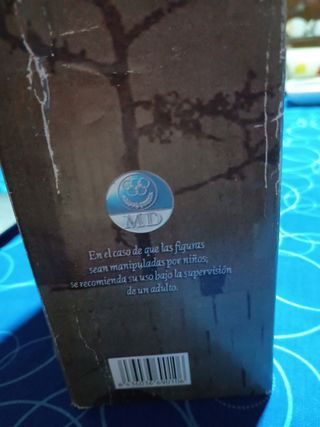 MD
En el caso de que las figuras
sean manipuladas por niños;
se recomienda su uso bajo la supervisión
de un adulto.